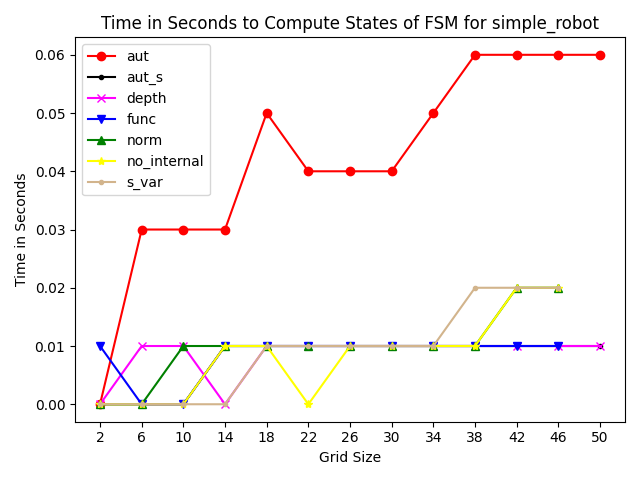 Time in Seconds to Compute States of FSM for simple_robot
aut
aut_s
depth
func
norm
no_internal
s_var
0.06
0.05
0.04
0.03
0.02
0.01
0.00
Time in Seconds
2 6 10 14 18 22 26 30 34 38 42 46 50
Grid Size